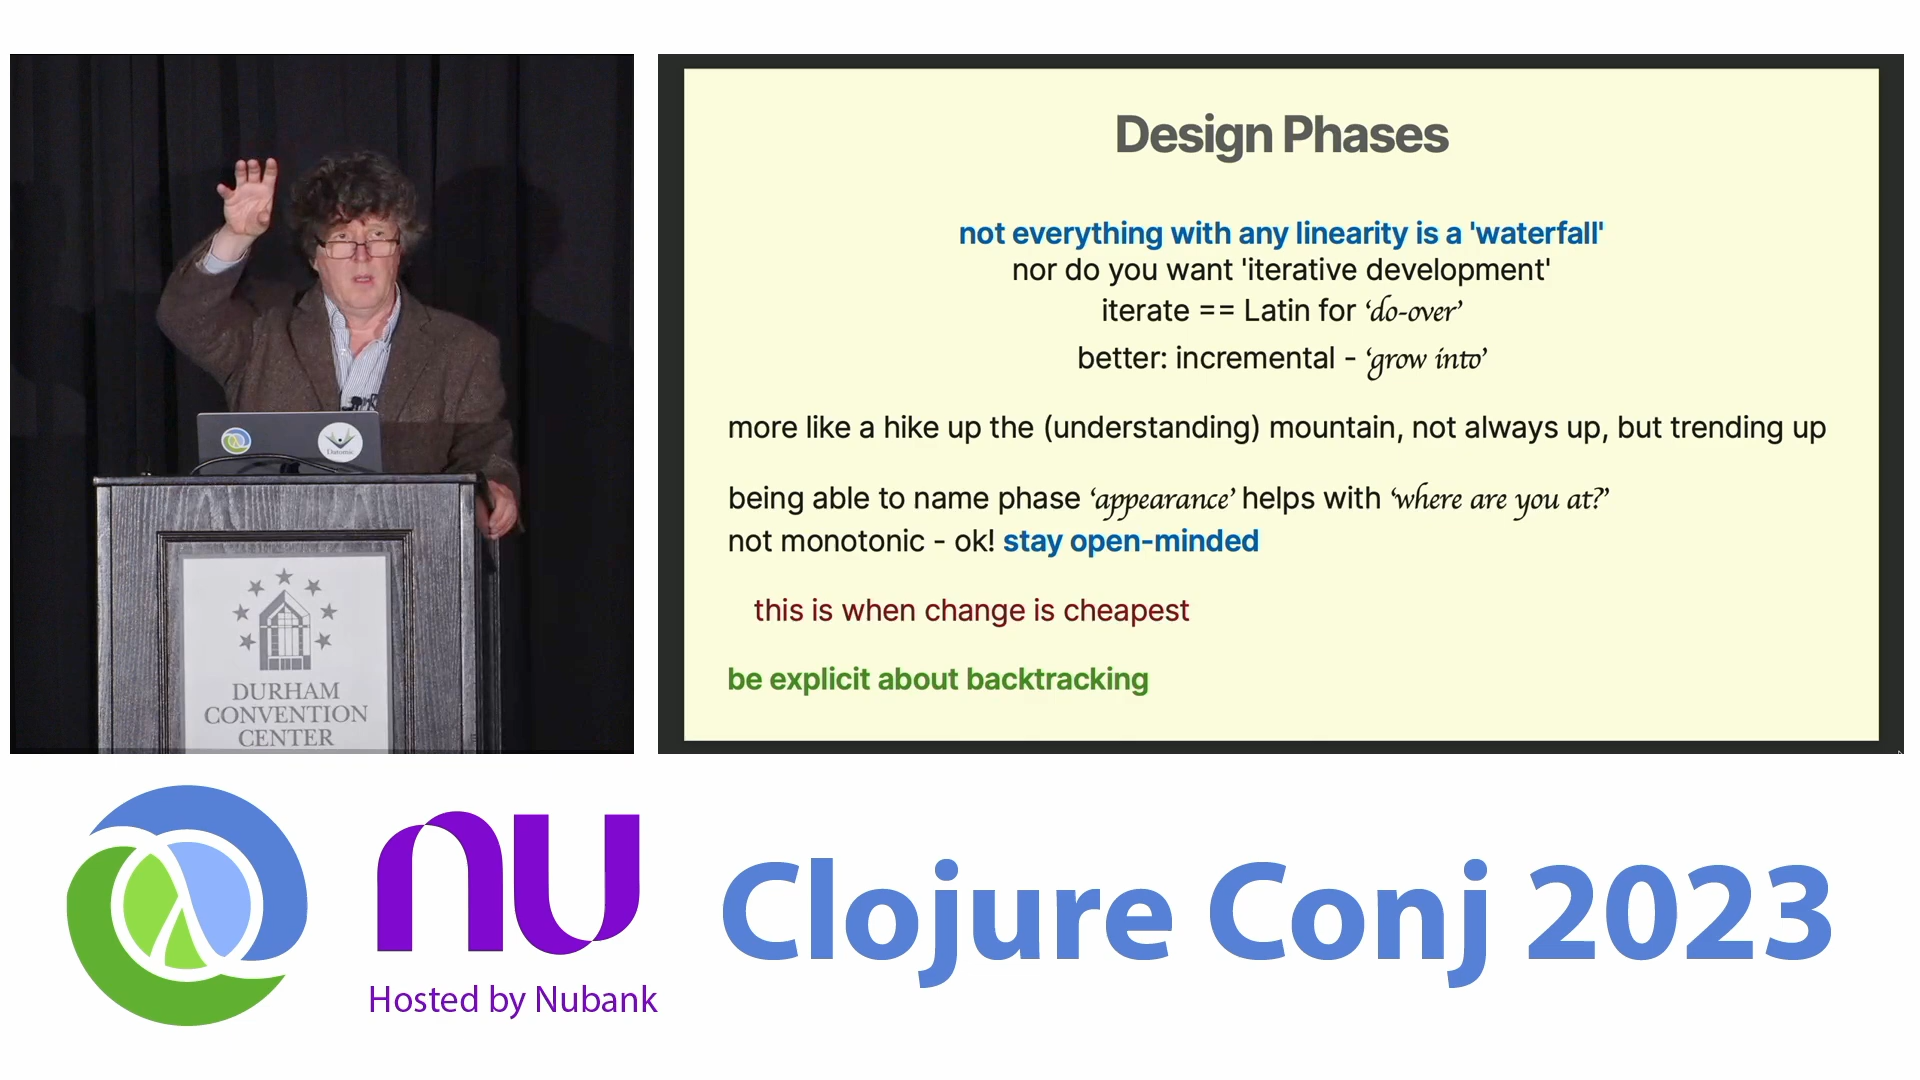 Design Phases
not everything with any linearity is a 'waterfall'
nor do you want 'iterative development'
iterate == Latin for ‘do-over’
better: incremental - ‘grow into’
more like a hike up the (understanding) mountain, not always up, but trending up
being able to name phase ‘appearance’ helps with ‘where are you at?’
not monotonic - ok! stay open-minded
this is when change is cheapest
be explicit about backtracking
Datomic
DURHAM
CONVENTION
CENTER
nu
Hosted by Nubank
Clojure Conj 2023